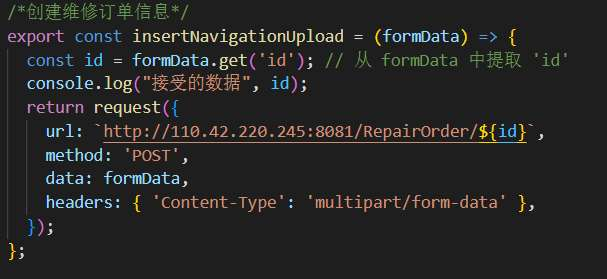 /*创建维修订单信息*/
export const insertNavigationUpload = (formData) => {
  const id = formData.get('id'); // 从 formData 中提取 'id'
  console.log("接受的数据", id);
  return request({
    url: `http://110.42.220.245:8081/RepairOrder/${id}`,
    method: 'POST',
    data: formData,
    headers: { 'Content-Type': 'multipart/form-data' },
  });
};